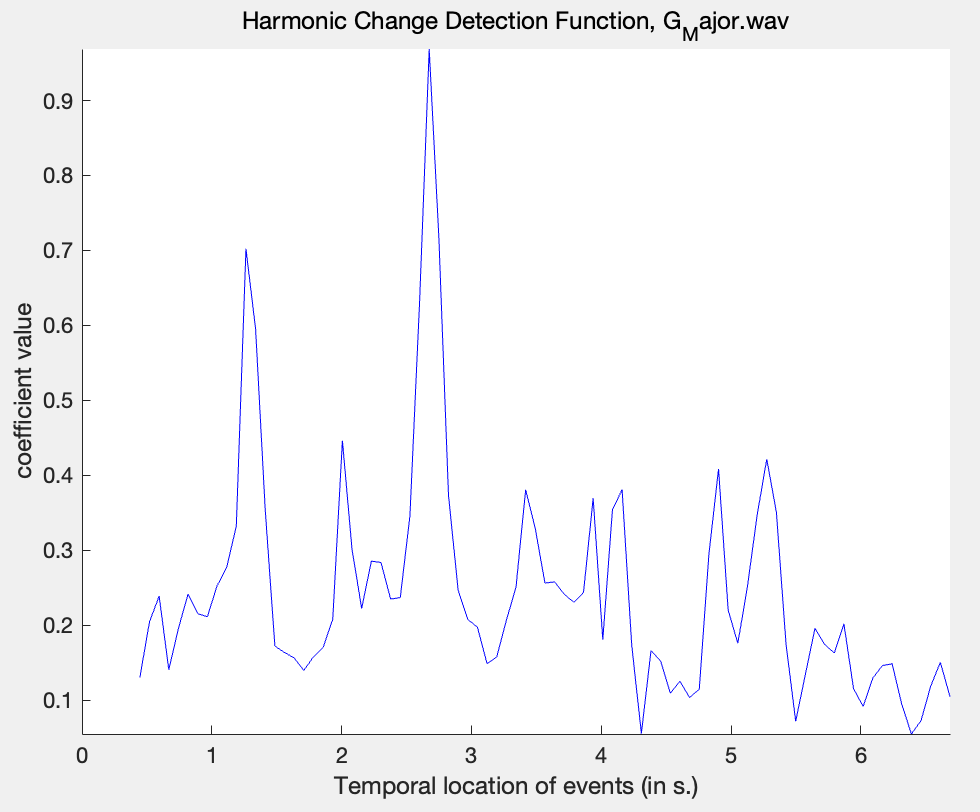 Harmonic Change Detection Function, G_Major.wav
coefficient value
0.9
0.8
0.7
0.6
0.5
0.4
0.3
0.2
0.1
0 1 2 3 4 5 6
Temporal location of events (in s.)